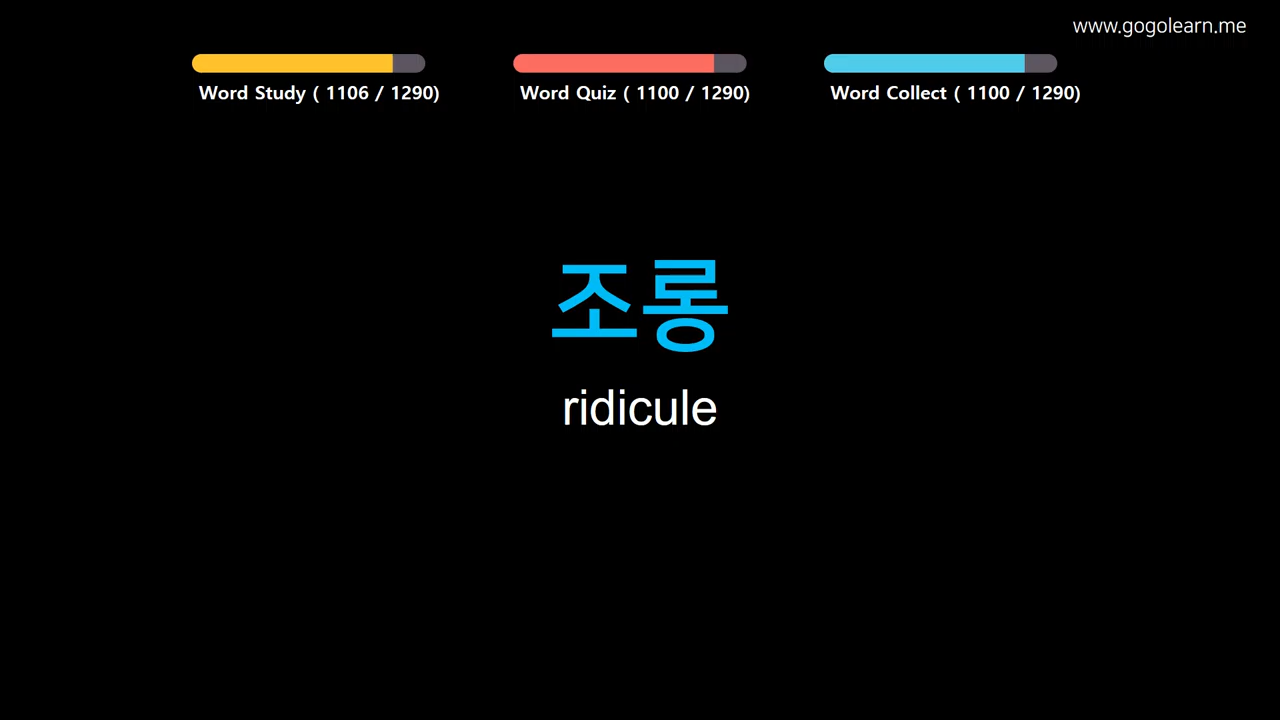 www.gogolearn.me
Word Study ( 1106 / 1290)
Word Quiz ( 1100 / 1290)
Word Collect ( 1100 / 1290)
조롱
ridicule